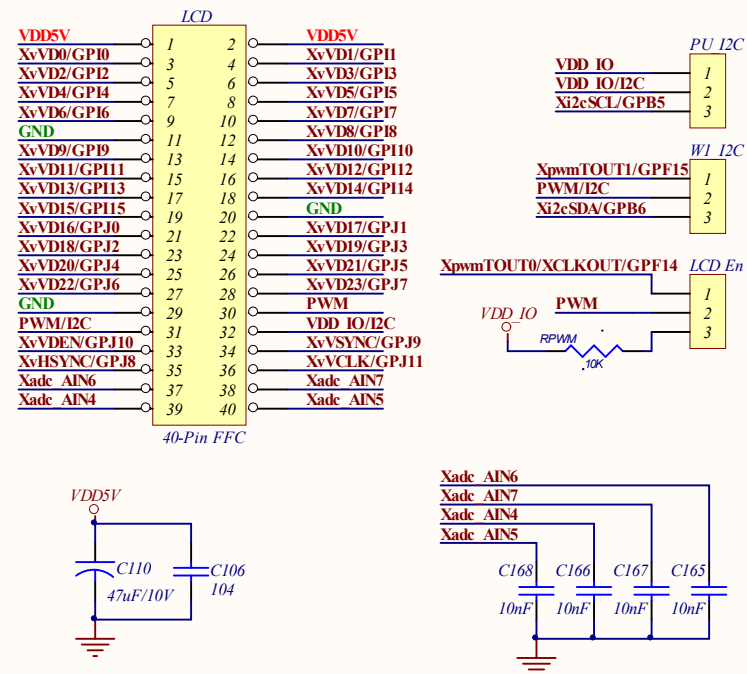 LCD
VDD5V 1 2 VDD5V
XvVD0/GPI0 3 4 XvVD1/GPI1
XvVD2/GPI2 5 6 XvVD3/GPI3
XvVD4/GPI4 7 8 XvVD5/GPI5
XvVD6/GPI6 9 10 XvVD7/GPI7
GND 11 12 XvVD8/GPI8
XvVD9/GPI9 13 14 XvVD10/GPI10
XvVD11/GPI11 15 16 XvVD12/GPI12
XvVD13/GPI13 17 18 XvVD14/GPI14
XvVD15/GPI15 19 20 GND
XvVD16/GPJ0 21 22 XvVD17/GPJ1
XvVD18/GPJ2 23 24 XvVD19/GPJ3
XvVD20/GPJ4 25 26 XvVD21/GPJ5
XvVD22/GPJ6 27 28 XvVD23/GPJ7
GND 29 30 PWM
PWM/I2C 31 32 VDD_IO/I2C
XvVDEN/GPJ10 33 34 XvVSYNC/GPJ9
XvHSYNC/GPJ8 35 36 XvVCLK/GPJ11
Xadc_AIN6 37 38 Xadc_AIN7
Xadc_AIN4 39 40 Xadc_AIN5
40-Pin FFC
PU_I2C
VDD_IO 1
VDD_IO/I2C 2
Xi2cSCL/GPB5 3
W1_I2C
XpwmTOUT1/GPF15 1
PWM/I2C 2
Xi2cSDA/GPB6 3
LCD En
XpwmTOUT0/XCLKOUT/GPF14 1
PWM 2
3
VDD_IO
RPWM
10K
VDD5V
C110
47uF/10V
C106
104
Xadc_AIN6
Xadc_AIN7
Xadc_AIN4
Xadc_AIN5
C168 C166 C167 C165
10nF 10nF 10nF 10nF